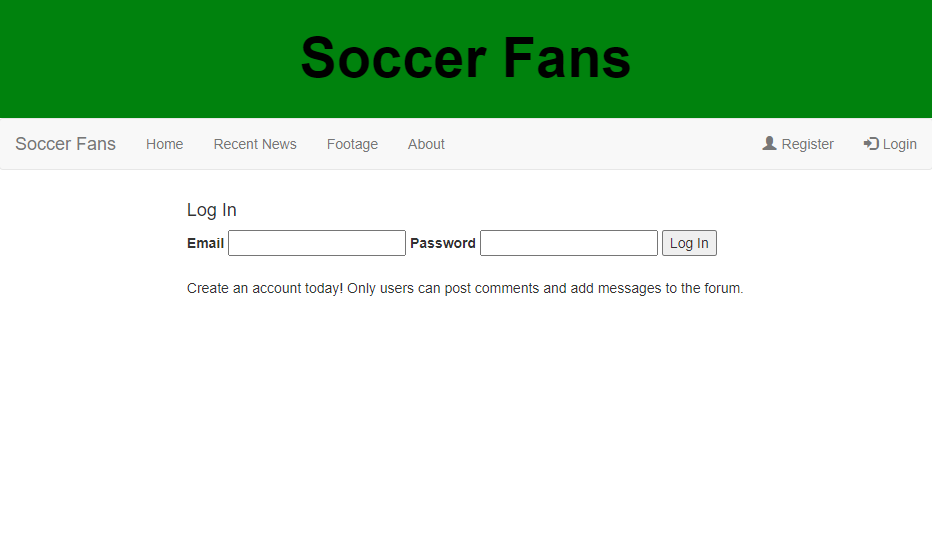 Soccer Fans
Soccer Fans Home Recent News Footage About Register Login
Log In
Email Password Log In
Create an account today! Only users can post comments and add messages to the forum.